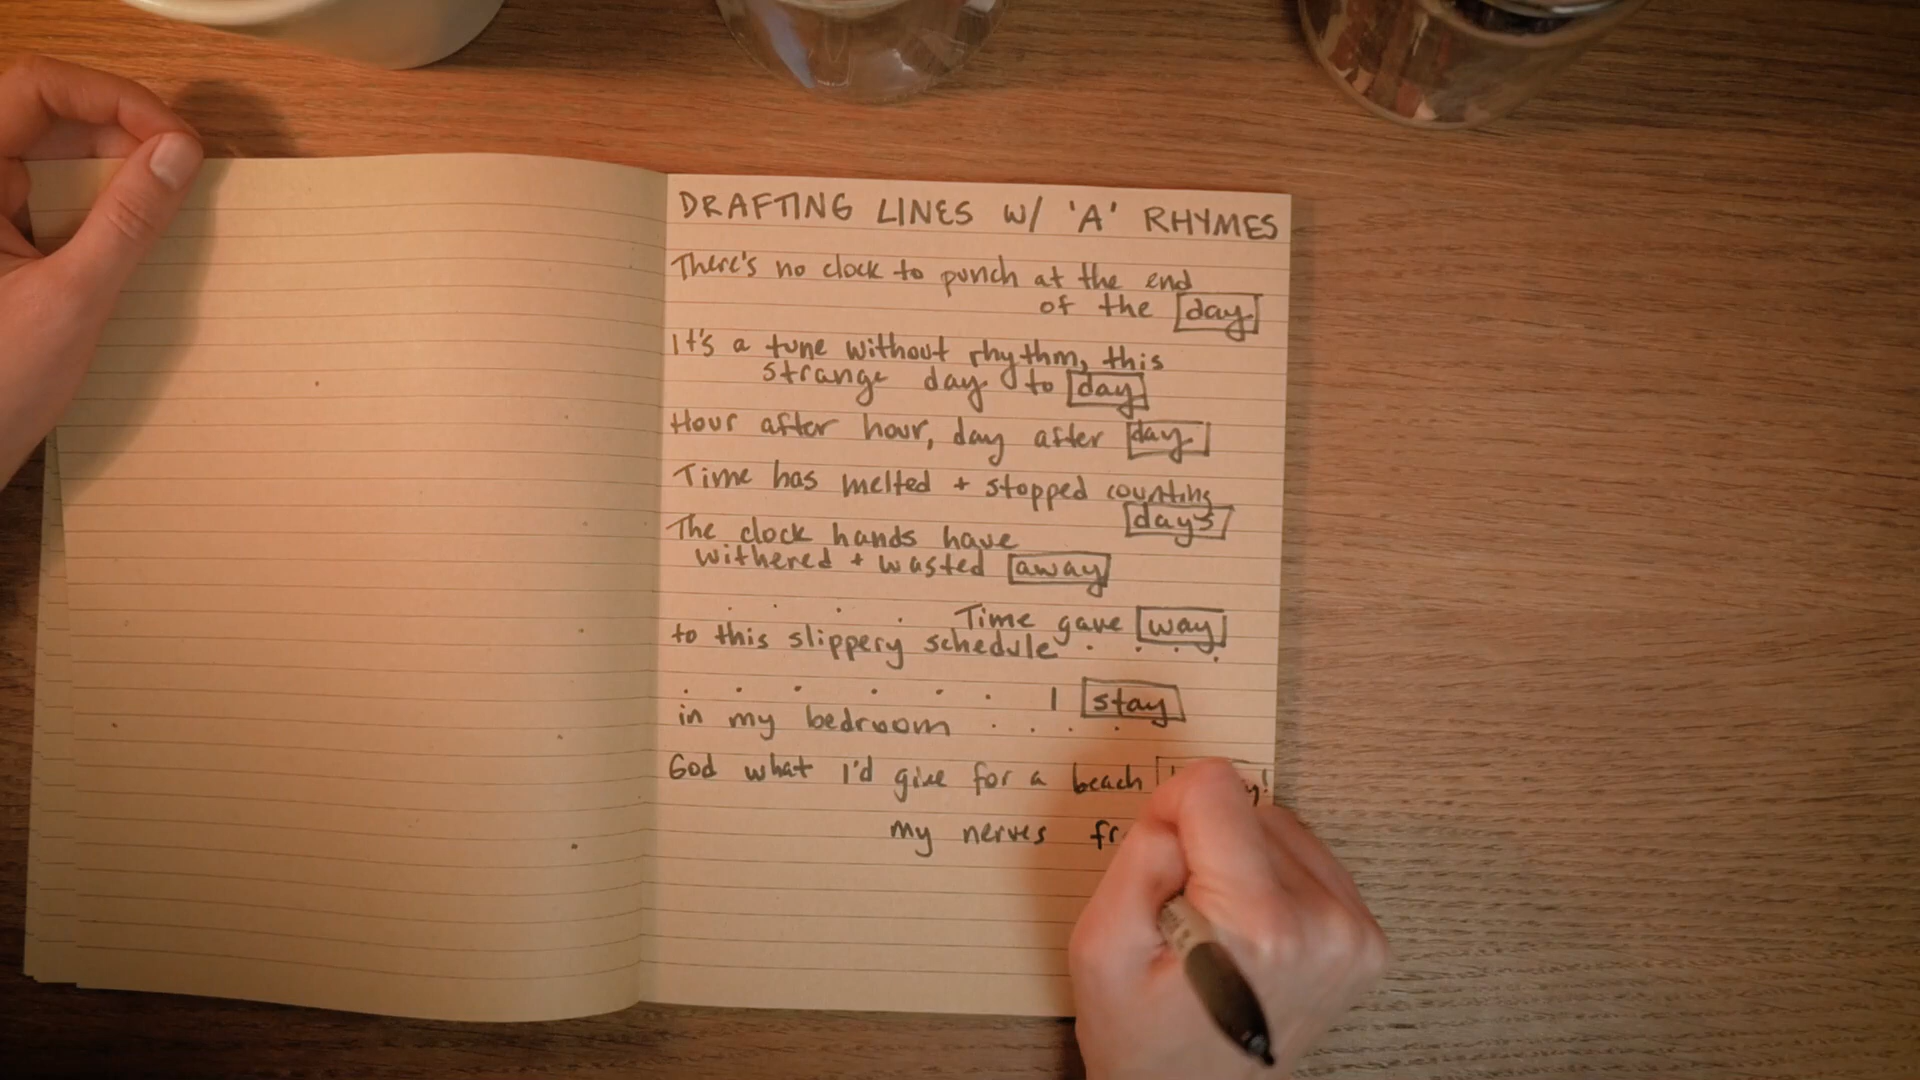 DRAFTING LINES W/ 'A' RHYMES
There's no clock to punch at the end
of the day
It's a tune without rhythm, this
strange day to day
Hour after hour, day after day
Time has melted + stopped counting
days
The clock hands have
withered + wasted away
. . . . Time gave way
to this slippery schedule . . . .
. . . . . . I stay
in my bedroom . . . .
God what I'd give for a beach
my nerves